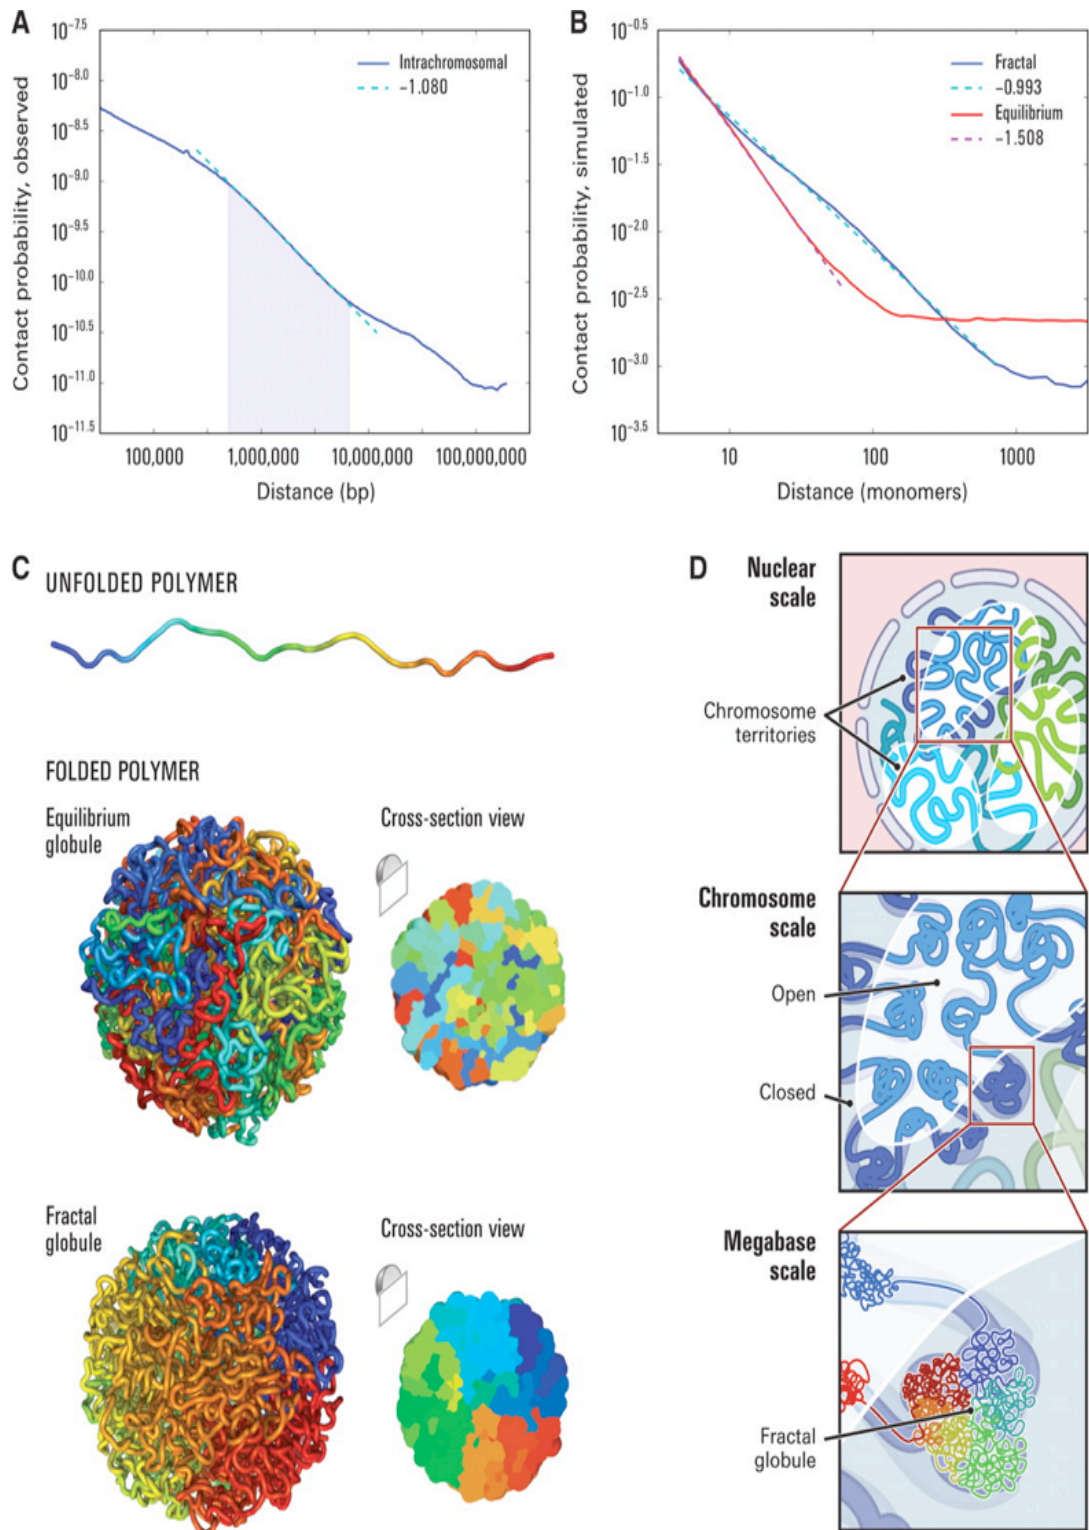 A
Contact probability, observed
10^-7.5
10^-8.0
10^-8.5
10^-9.0
10^-9.5
10^-10.0
10^-10.5
10^-11.0
10^-11.5
Intrachromosomal
−1.080
100,000
1,000,000
10,000,000
100,000,000
Distance (bp)
B
Contact probability, simulated
10^-0.5
10^-1.0
10^-1.5
10^-2.0
10^-2.5
10^-3.0
10^-3.5
Fractal
−0.993
Equilibrium
−1.508
10
100
1000
Distance (monomers)
C
UNFOLDED POLYMER
FOLDED POLYMER
Equilibrium
globule
Cross-section view
Fractal
globule
Cross-section view
D
Nuclear
scale
Chromosome
territories
Chromosome
scale
Open
Closed
Megabase
scale
Fractal
globule